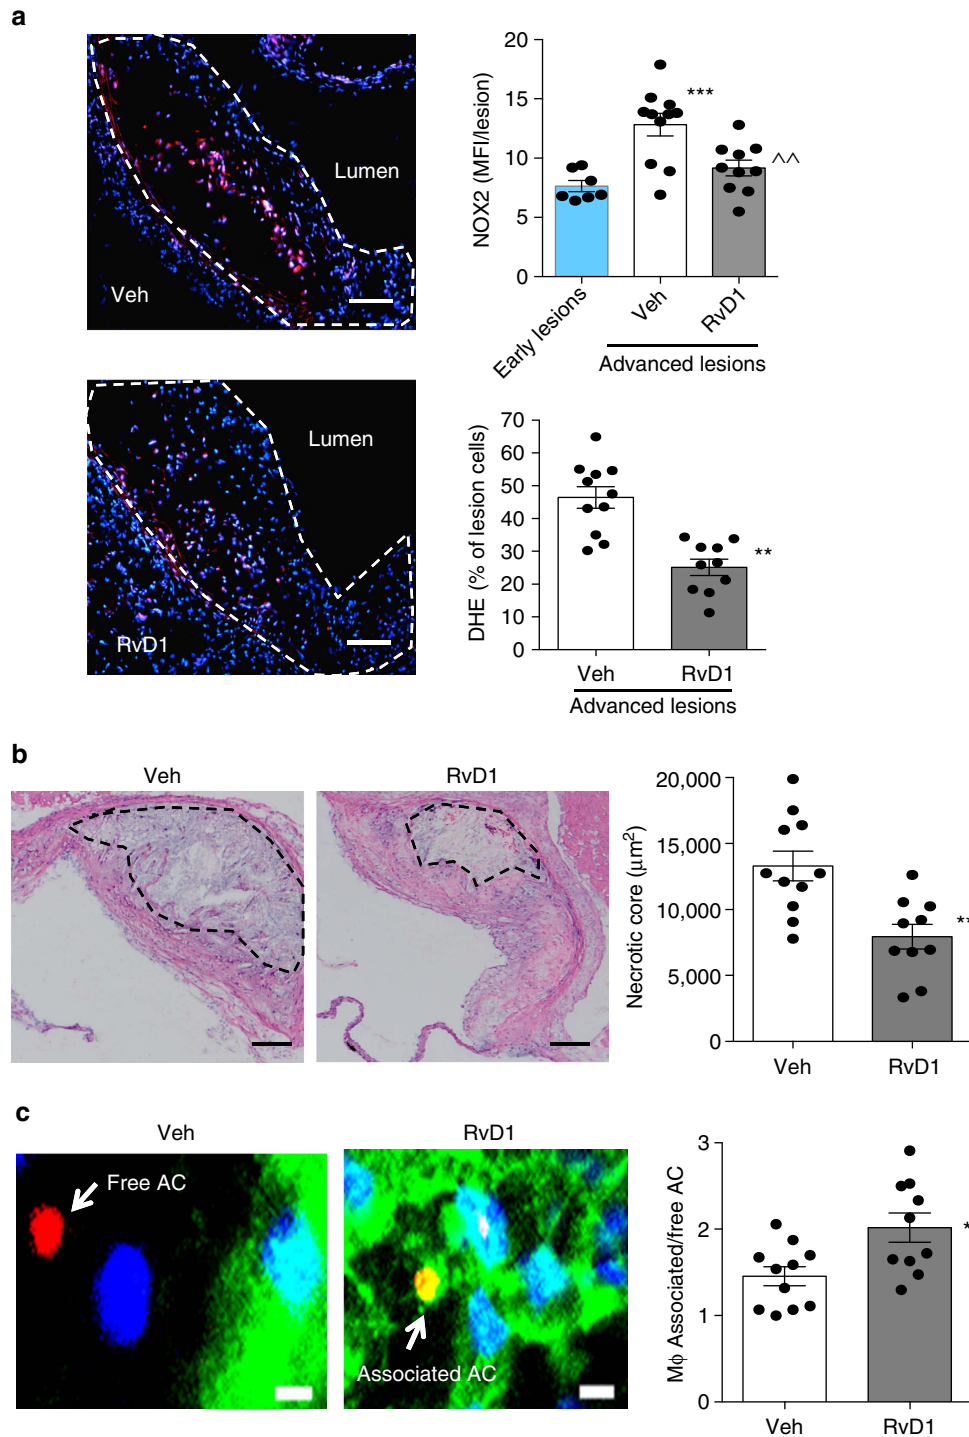 a
Lumen
Veh
20
15
10
5
0
NOX2 (MFI/lesion)
***
^^
Early lesions
Veh
RvD1
Advanced lesions
Lumen
RvD1
70
60
50
40
30
20
10
0
DHE (% of lesion cells)
**
Veh
RvD1
Advanced lesions
b
Veh
RvD1
20,000
15,000
10,000
5,000
0
Necrotic core (μm²)
**
Veh
RvD1
c
Veh
RvD1
Free AC
Associated AC
3
2
1
0
Mϕ Associated/free AC
*
Veh
RvD1